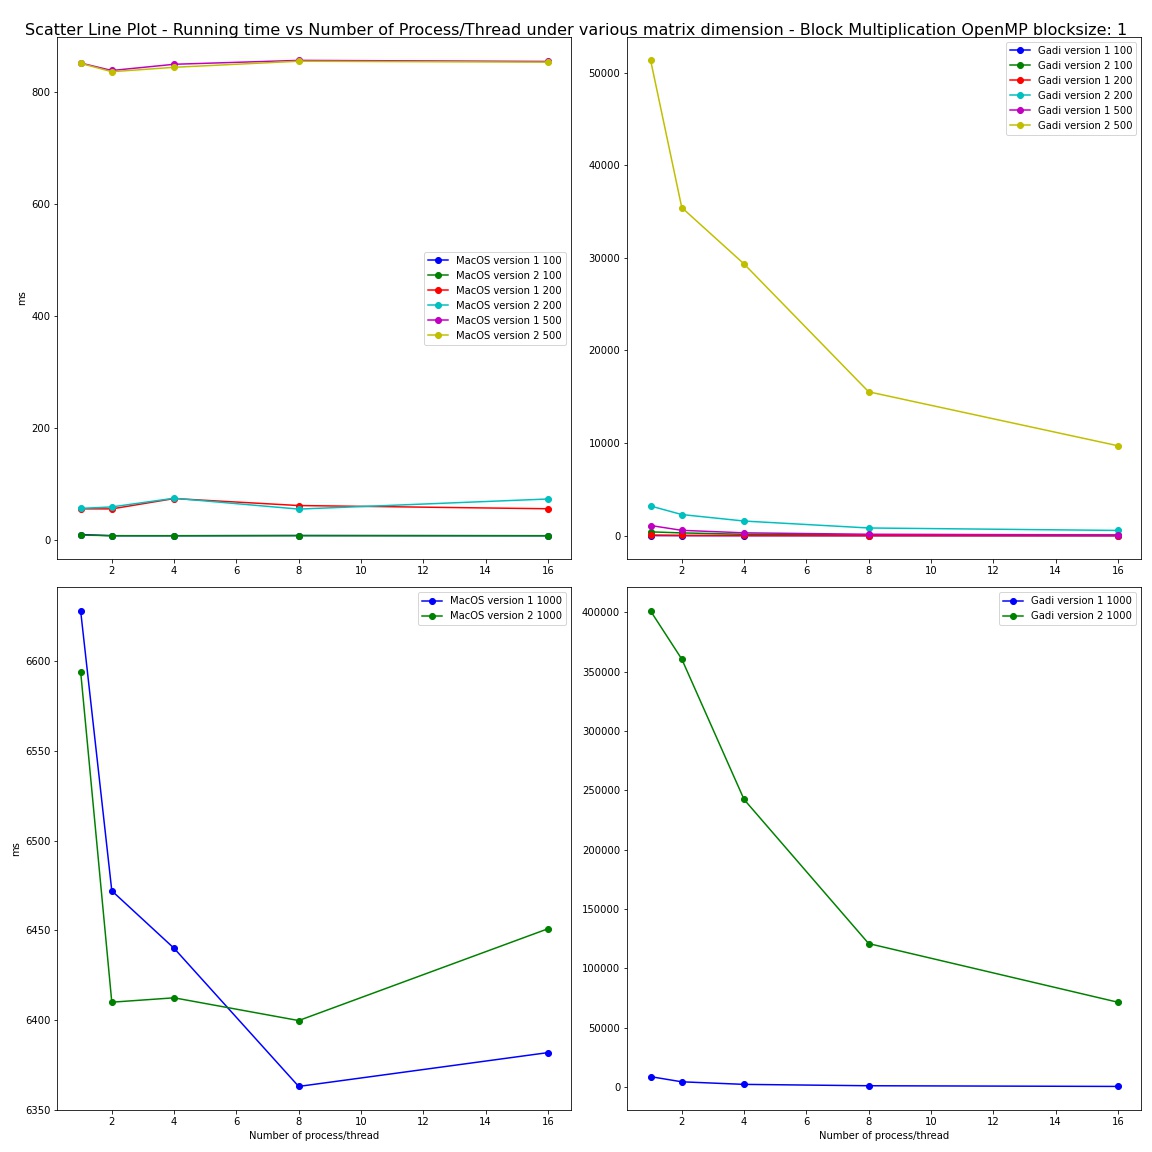 Scatter Line Plot - Running time vs Number of Process/Thread under various matrix dimension - Block Multiplication OpenMP blocksize: 1
800
600
400
200
0
ms
2 4 6 8 10 12 14 16
MacOS version 1 100
MacOS version 2 100
MacOS version 1 200
MacOS version 2 200
MacOS version 1 500
MacOS version 2 500
50000
40000
30000
20000
10000
0
2 4 6 8 10 12 14 16
Gadi version 1 100
Gadi version 2 100
Gadi version 1 200
Gadi version 2 200
Gadi version 1 500
Gadi version 2 500
6600
6550
6500
6450
6400
6350
ms
2 4 6 8 10 12 14 16
Number of process/thread
MacOS version 1 1000
MacOS version 2 1000
400000
350000
300000
250000
200000
150000
100000
50000
0
2 4 6 8 10 12 14 16
Number of process/thread
Gadi version 1 1000
Gadi version 2 1000